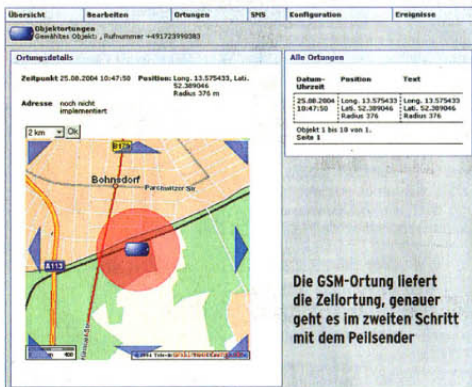 Übersicht Bearbeiten Ortungen SMS Konfiguration Ereignisse
Objektortungen
Gewähltes Objekt: , Rufnummer +491723990383
Ortungsdetails
Zeitpunkt 25.08.2004 10:47:50 Position: Long. 13.575433, Lati.
52.389046
Radius 376 m
Adresse noch nicht
implementiert
2 km Ok
B179
Bohnsdorf
Parchwitzer Str.
A113
400
Alle Ortungen
Datum- Position Text
Uhrzeit
25.08.2004 Long. 13.575433 Long. 13.575433
10:47:50 Lati. 52.389046 Lati. 52.389046
Radius 376 Radius 376
Objekt 1 bis 10 von 1.
Seite 1
Die GSM-Ortung liefert
die Zellortung, genauer
geht es im zweiten Schritt
mit dem Peilsender